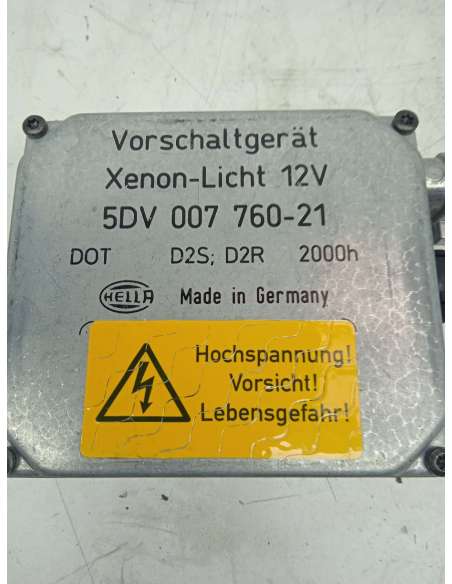 Vorschaltgerät
Xenon-Licht 12V
5DV 007 760-21
DOT D2S; D2R 2000h
HELLA Made in Germany
Hochspannung!
Vorsicht!
Lebensgefahr!